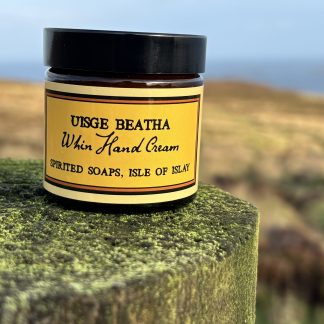 UISGE BEATHA
Whin Hand Cream
SPIRITED SOAPS, ISLE OF ISLAY